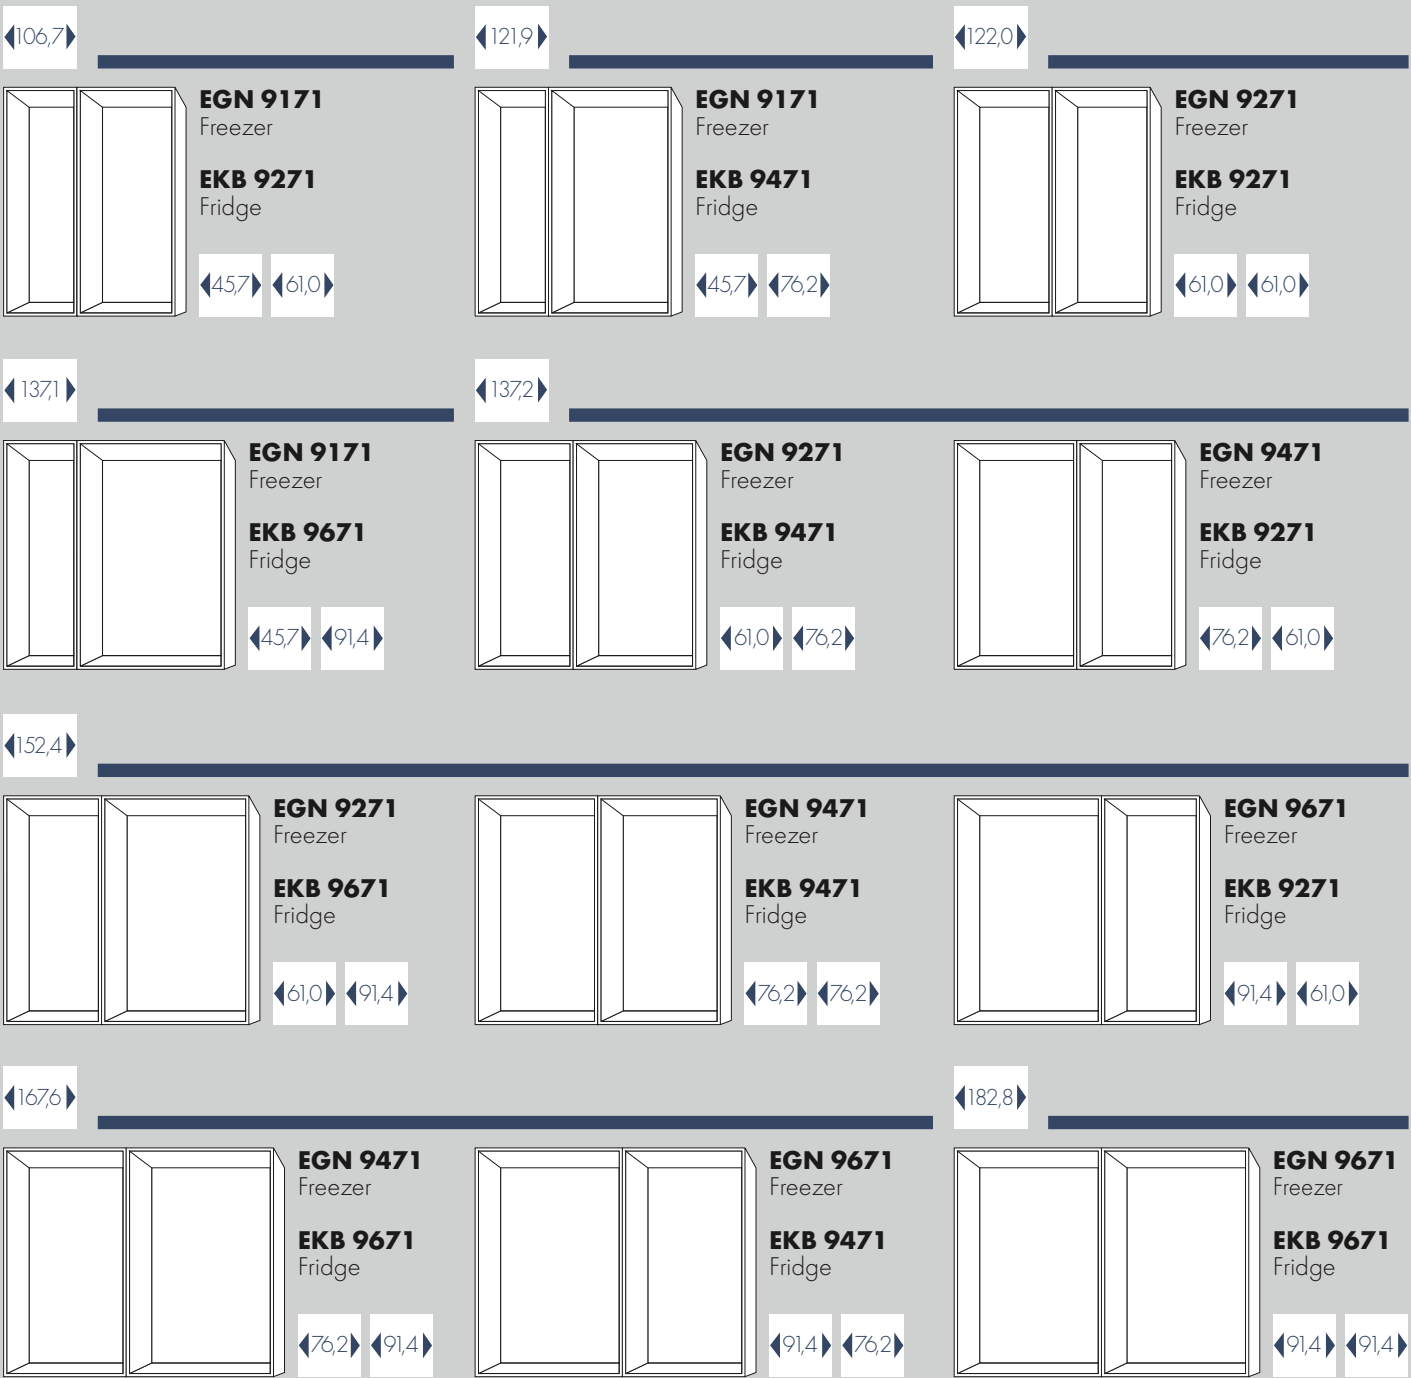 106,7
EGN 9171
Freezer
EKB 9271
Fridge
45,7 61,0
121,9
EGN 9171
Freezer
EKB 9471
Fridge
45,7 76,2
122,0
EGN 9271
Freezer
EKB 9271
Fridge
61,0 61,0
137,1
EGN 9171
Freezer
EKB 9671
Fridge
45,7 91,4
137,2
EGN 9271
Freezer
EKB 9471
Fridge
61,0 76,2
EGN 9471
Freezer
EKB 9271
Fridge
76,2 61,0
152,4
EGN 9271
Freezer
EKB 9671
Fridge
61,0 91,4
EGN 9471
Freezer
EKB 9471
Fridge
76,2 76,2
EGN 9671
Freezer
EKB 9271
Fridge
91,4 61,0
167,6
EGN 9471
Freezer
EKB 9671
Fridge
76,2 91,4
EGN 9671
Freezer
EKB 9471
Fridge
91,4 76,2
182,8
EGN 9671
Freezer
EKB 9671
Fridge
91,4 91,4